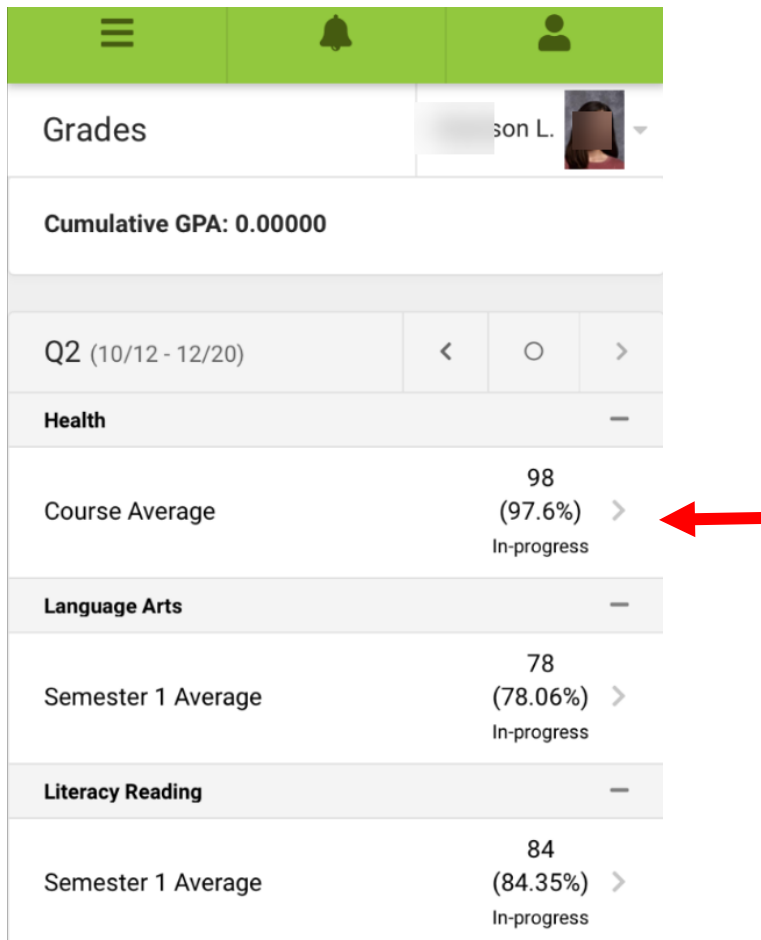 Grades
son L.
Cumulative GPA: 0.00000
Q2 (10/12 - 12/20)
Health
Course Average
98
(97.6%)
In-progress
Language Arts
Semester 1 Average
78
(78.06%)
In-progress
Literacy Reading
Semester 1 Average
84
(84.35%)
In-progress